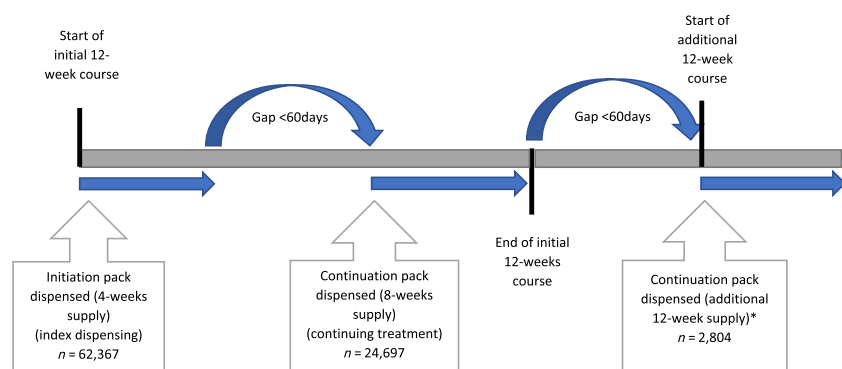 Start of
initial 12-
week course
Gap <60days
Gap <60days
Start of
additional
12-week
course
End of initial
12-weeks
course
Initiation pack
dispensed (4-weeks
supply)
(index dispensing)
n = 62,367
Continuation pack
dispensed (8-weeks
supply)
(continuing treatment)
n = 24,697
Continuation pack
dispensed (additional
12-week supply)*
n = 2,804